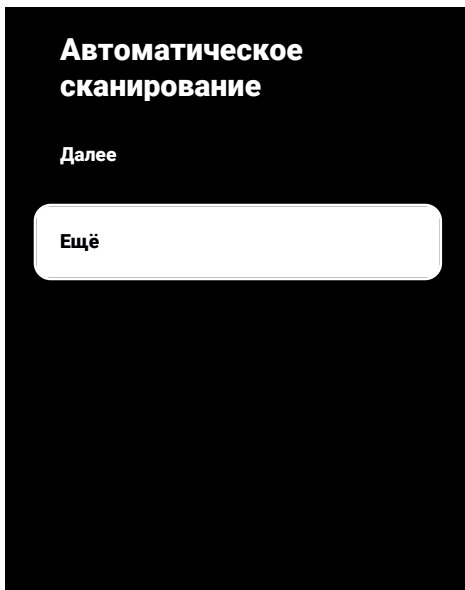 Автоматическое
сканирование
Далее
Ещё